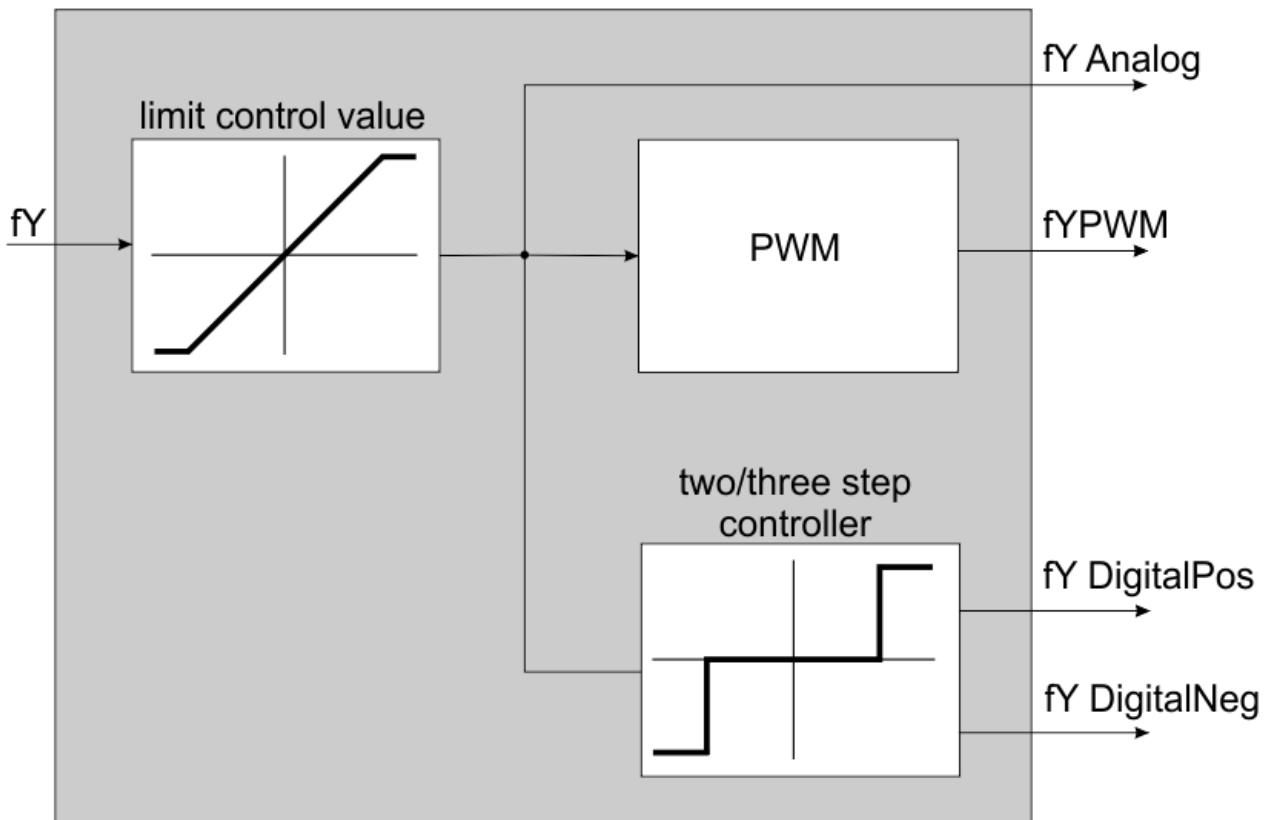 fY Analog
limit control value
fY
fYPWM
PWM
two/three step
controller
fY DigitalPos
fY DigitalNeg